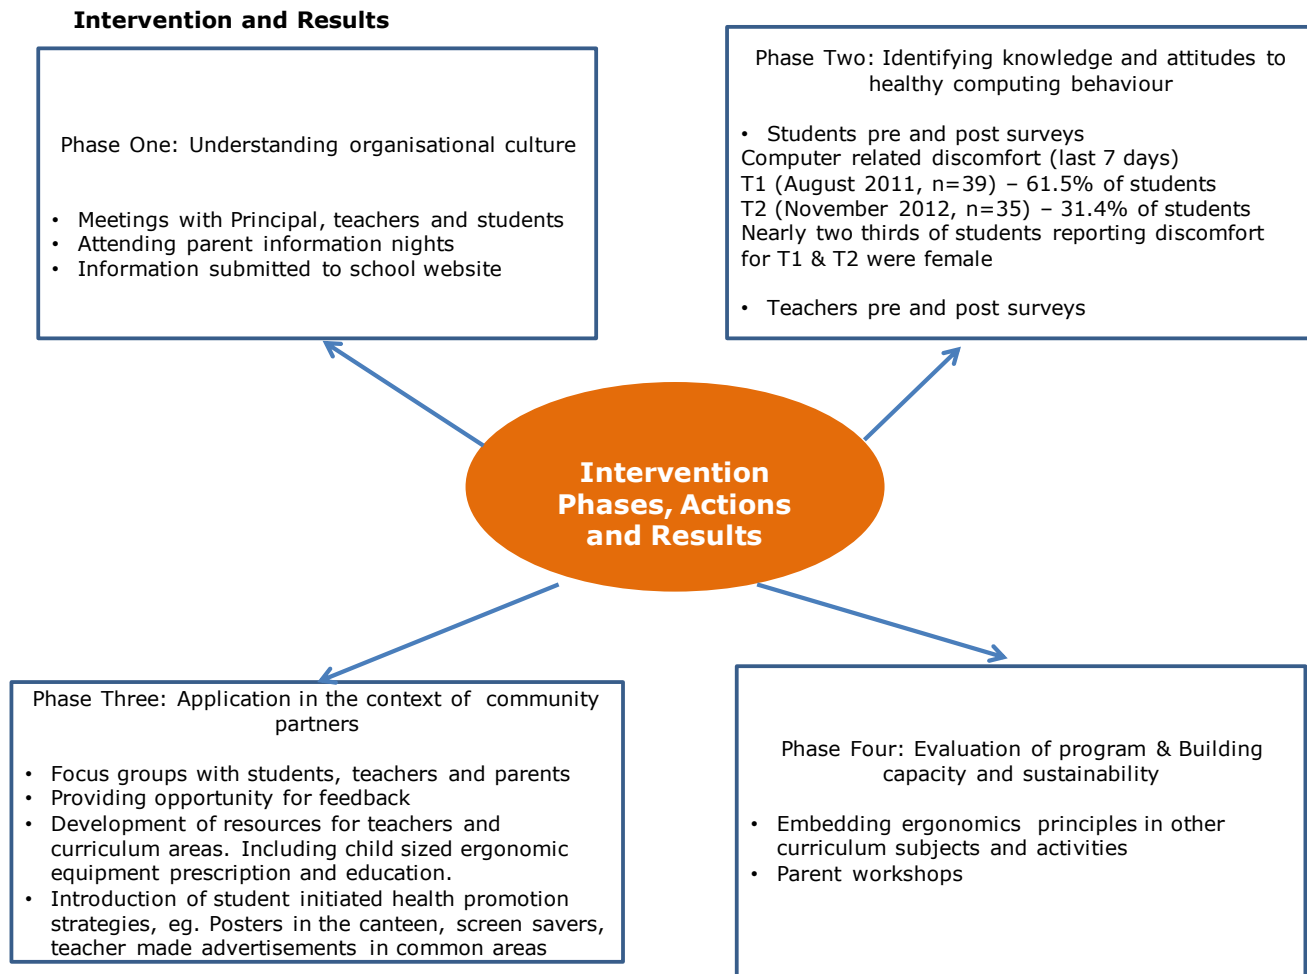 Intervention and Results
Phase One: Understanding organisational culture
• Meetings with Principal, teachers and students
• Attending parent information nights
• Information submitted to school website
Phase Two: Identifying knowledge and attitudes to
healthy computing behaviour
• Students pre and post surveys
Computer related discomfort (last 7 days)
T1 (August 2011, n=39) – 61.5% of students
T2 (November 2012, n=35) – 31.4% of students
Nearly two thirds of students reporting discomfort
for T1 & T2 were female
• Teachers pre and post surveys
Intervention
Phases, Actions
and Results
Phase Three: Application in the context of community
partners
• Focus groups with students, teachers and parents
• Providing opportunity for feedback
• Development of resources for teachers and
curriculum areas. Including child sized ergonomic
equipment prescription and education.
• Introduction of student initiated health promotion
strategies, eg. Posters in the canteen, screen savers,
teacher made advertisements in common areas
Phase Four: Evaluation of program & Building
capacity and sustainability
• Embedding ergonomics principles in other
curriculum subjects and activities
• Parent workshops